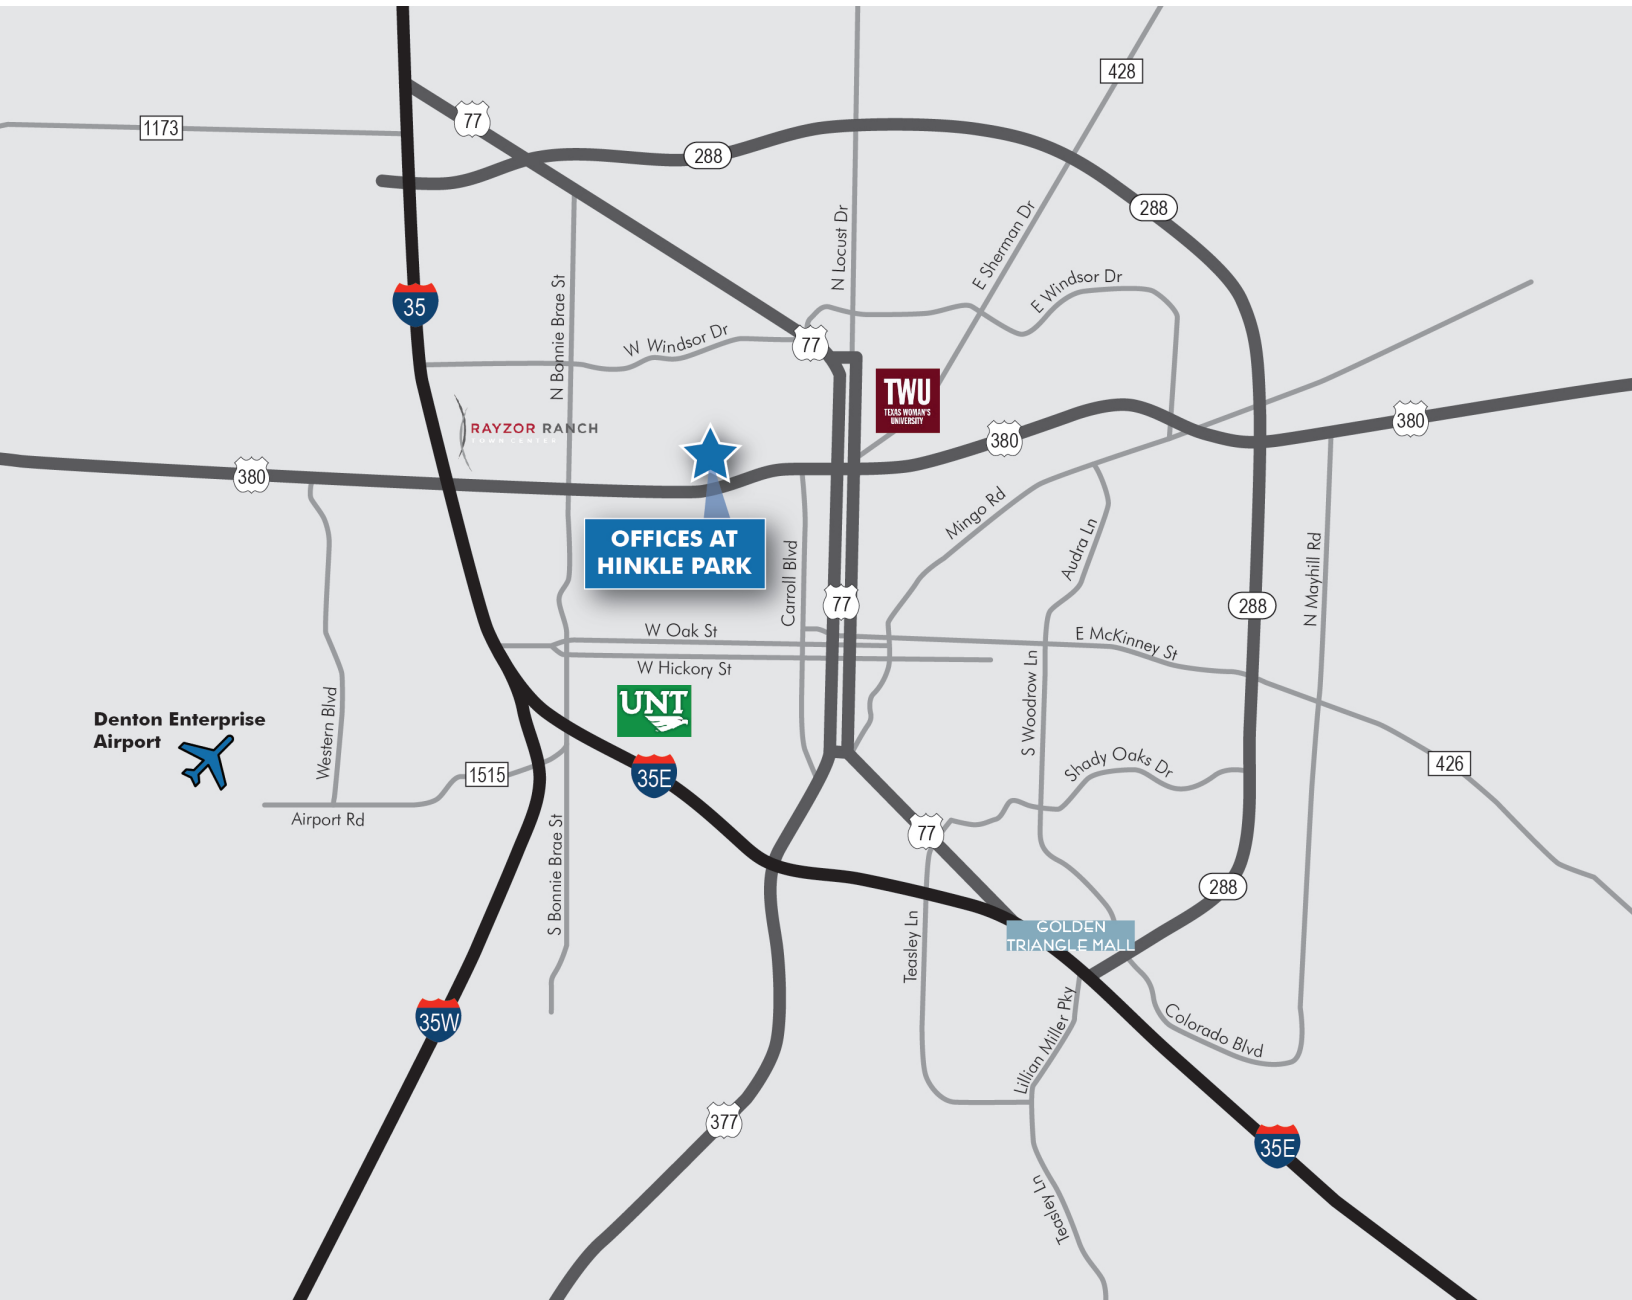 428
77
1173
288
288
N Locust Dr
E Sherman Dr
E Windsor Dr
35
N Bonnie Brae St
W Windsor Dr
77
TWU
TEXAS WOMAN'S
UNIVERSITY
RAYZOR RANCH
TOWN CENTER
380
380
380
Mingo Rd
OFFICES AT
HINKLE PARK
Audra Ln
Carroll Blvd
N Mayhill Rd
77
288
W Oak St
E McKinney St
W Hickory St
S Woodrow Ln
UNT
Denton Enterprise
Airport
Western Blvd
1515
35E
Shady Oaks Dr
426
Airport Rd
77
S Bonnie Brae St
288
Teasley Ln
GOLDEN
TRIANGLE MALL
35W
Lillian Miller Pky
Colorado Blvd
377
35E
Teasley Ln